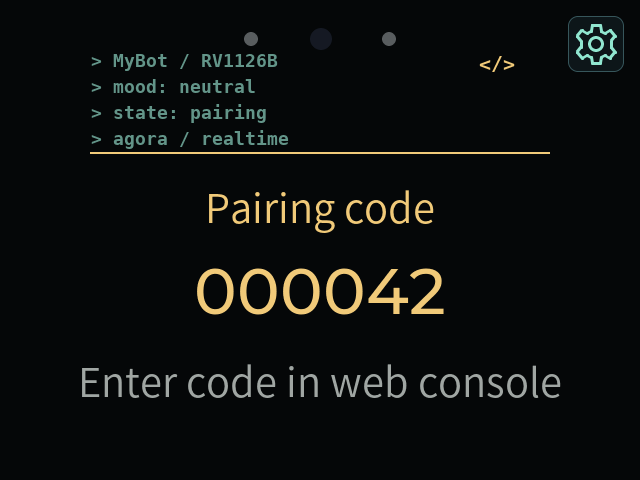 > MyBot / RV1126B
</>
> mood: neutral
> state: pairing
> agora / realtime
Pairing code
000042
Enter code in web console